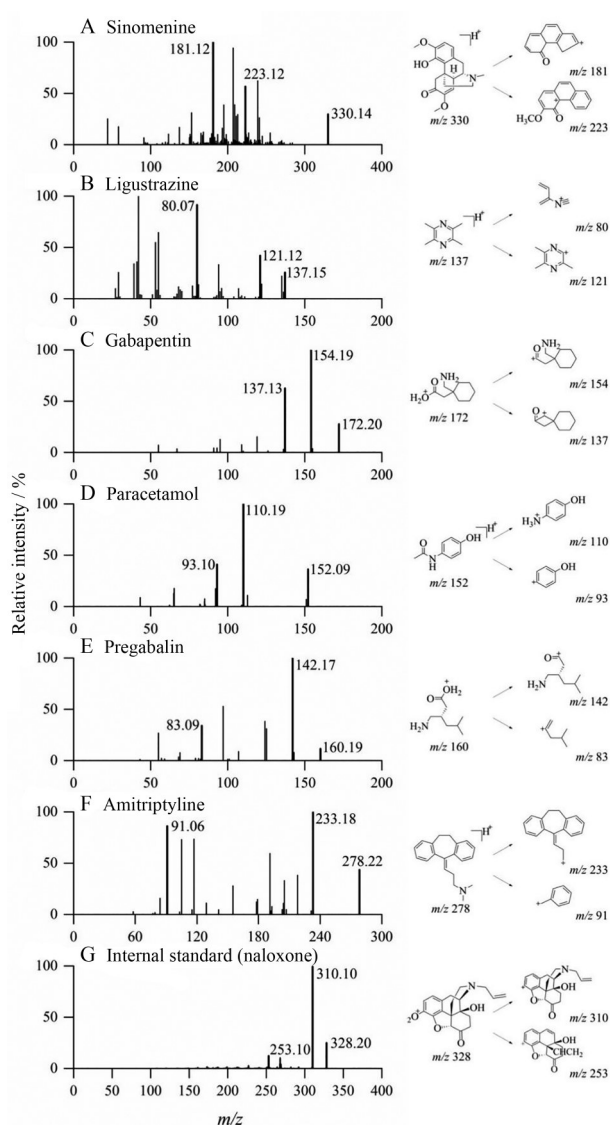 Relative intensity / %
A Sinomenine
100
50
0
181.12
223.12
330.14
0 100 200 300 400
HO
O
O
H
N
O
O
H+
m/z 330
O
+
m/z 181
H3CO
O
+
m/z 223
B Ligustrazine
100
50
0
80.07
121.12
137.15
0 50 100 150 200
N
N
H+
m/z 137
N+
m/z 80
N
N
+
m/z 121
C Gabapentin
100
50
0
137.13
154.19
172.20
0 50 100 150 200
H2O+
O
NH2
m/z 172
O
NH2
+
m/z 154
O
+
m/z 137
D Paracetamol
100
50
0
93.10
110.19
152.09
0 50 100 150 200
O
N
H
OH
H+
m/z 152
H3N+
OH
m/z 110
OH
+
m/z 93
E Pregabalin
100
50
0
83.09
142.17
160.19
0 50 100 150 200
O
OH2
+
H2N
m/z 160
O
+
H2N
m/z 142
+
m/z 83
F Amitriptyline
100
50
0
91.06
233.18
278.22
0 60 120 180 240 300
N
H+
m/z 278
+
m/z 233
+
m/z 91
G Internal standard (naloxone)
100
50
0
253.10
310.10
328.20
0 50 100 150 200 250 300 350 400
2O+
O
N
OH
O
m/z 328
N
OH
O
O
m/z 310
OH
CHCH2
O
O
m/z 253
m/z